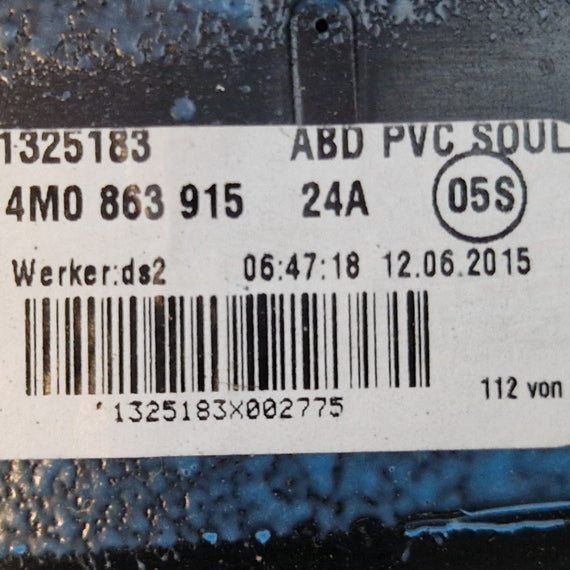 1325183 ABD PVC SOUL
4M0 863 915 24A 05S
Werker:ds2 06:47:18 12.06.2015
112 von
1325183X002775